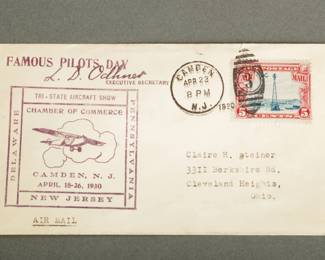 FAMOUS PILOTS DAY
L. D. Odhner
EXECUTIVE SECRETARY
TRI-STATE AIRCRAFT SHOW
CHAMBER OF COMMERCE
DELAWARE
PENNSYLVANIA
CAMDEN, N. J.
APRIL 18-26, 1930
NEW JERSEY
AIR MAIL
CAMDEN
APR 23
8 PM
N.J.
1930
POSTAGE
AIR MAIL
5 CENTS 5
Claire H. steiner
3311 Berkshire Rd.
Cleveland Heights,
Ohio.